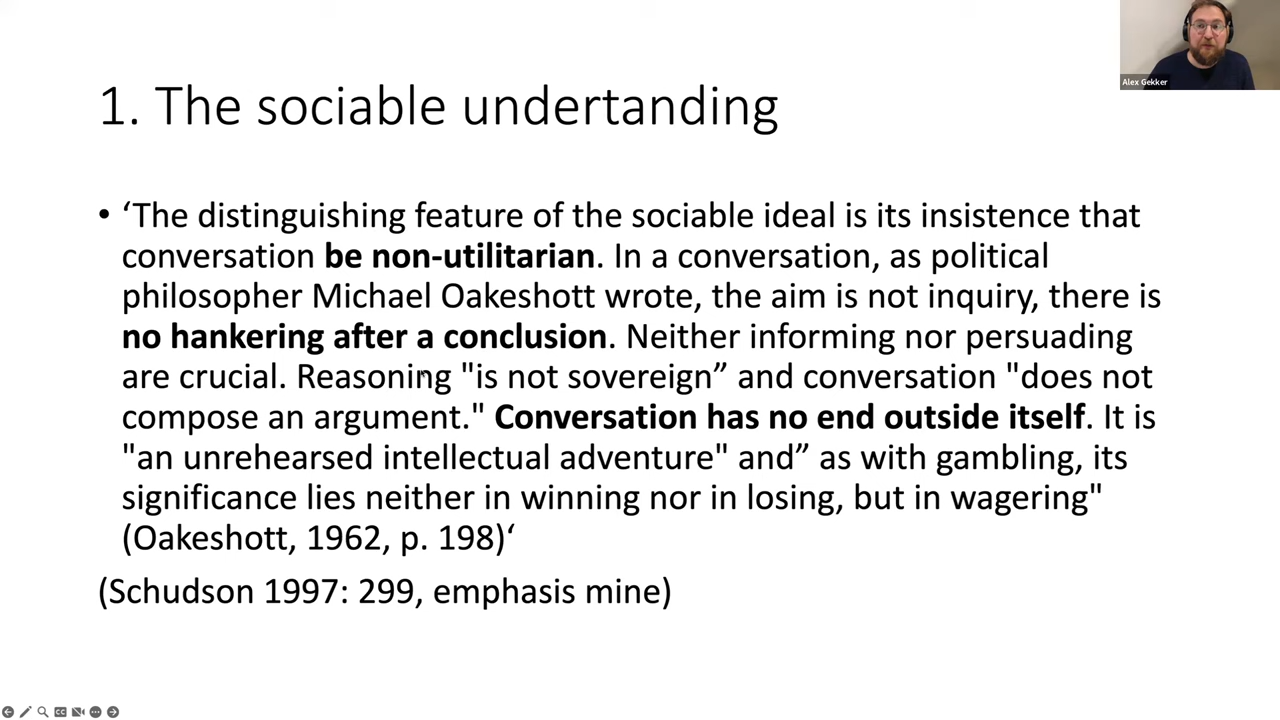 Alex Gekker
1. The sociable undertanding
• ‘The distinguishing feature of the sociable ideal is its insistence that
conversation be non-utilitarian. In a conversation, as political
philosopher Michael Oakeshott wrote, the aim is not inquiry, there is
no hankering after a conclusion. Neither informing nor persuading
are crucial. Reasoning "is not sovereign” and conversation "does not
compose an argument." Conversation has no end outside itself. It is
"an unrehearsed intellectual adventure" and” as with gambling, its
significance lies neither in winning nor in losing, but in wagering"
(Oakeshott, 1962, p. 198)‘
(Schudson 1997: 299, emphasis mine)